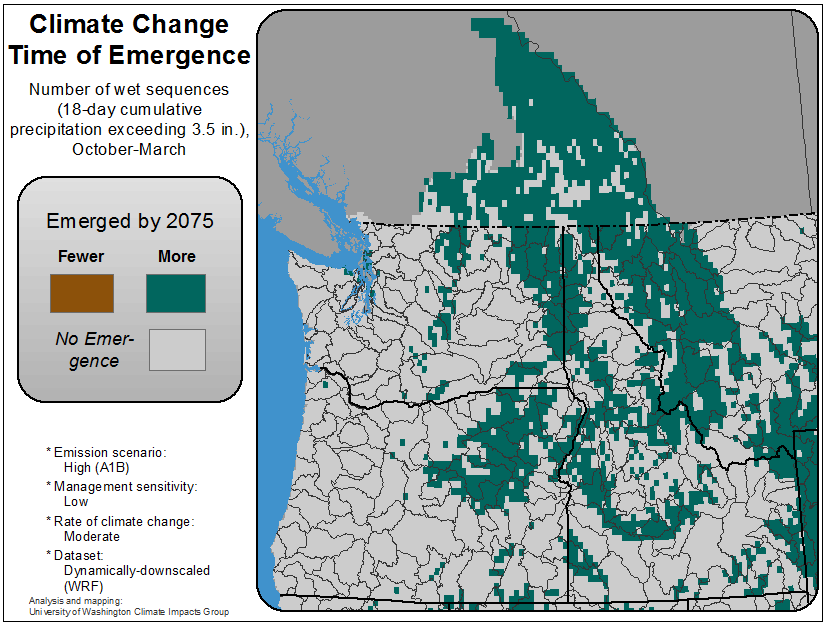 Climate Change
Time of Emergence
Number of wet sequences
(18-day cumulative
precipitation exceeding 3.5 in.),
October-March
Emerged by 2075
Fewer More
No Emer-
gence
* Emission scenario:
High (A1B)
* Management sensitivity:
Low
* Rate of climate change:
Moderate
* Dataset:
Dynamically-downscaled
(WRF)
Analysis and mapping:
University of Washington Climate Impacts Group